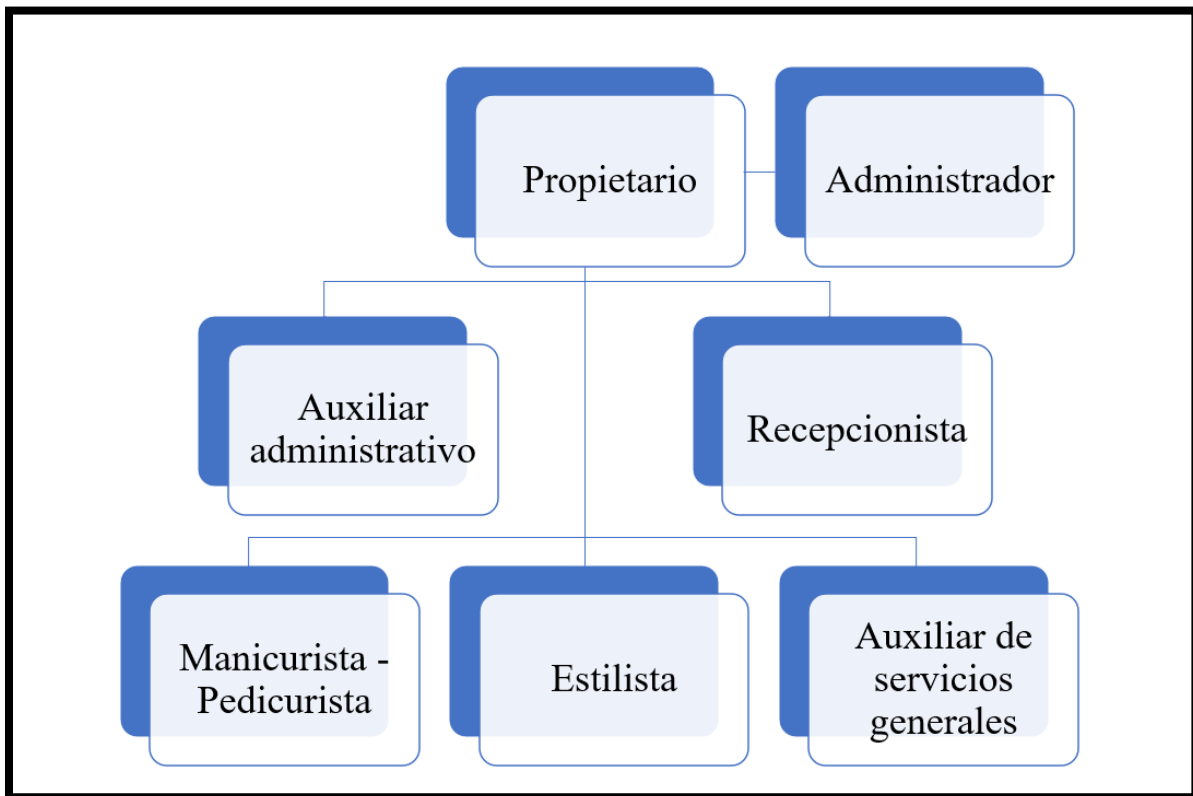 Propietario
Administrador
Auxiliar
administrativo
Recepcionista
Manicurista -
Pedicurista
Estilista
Auxiliar de
servicios
generales